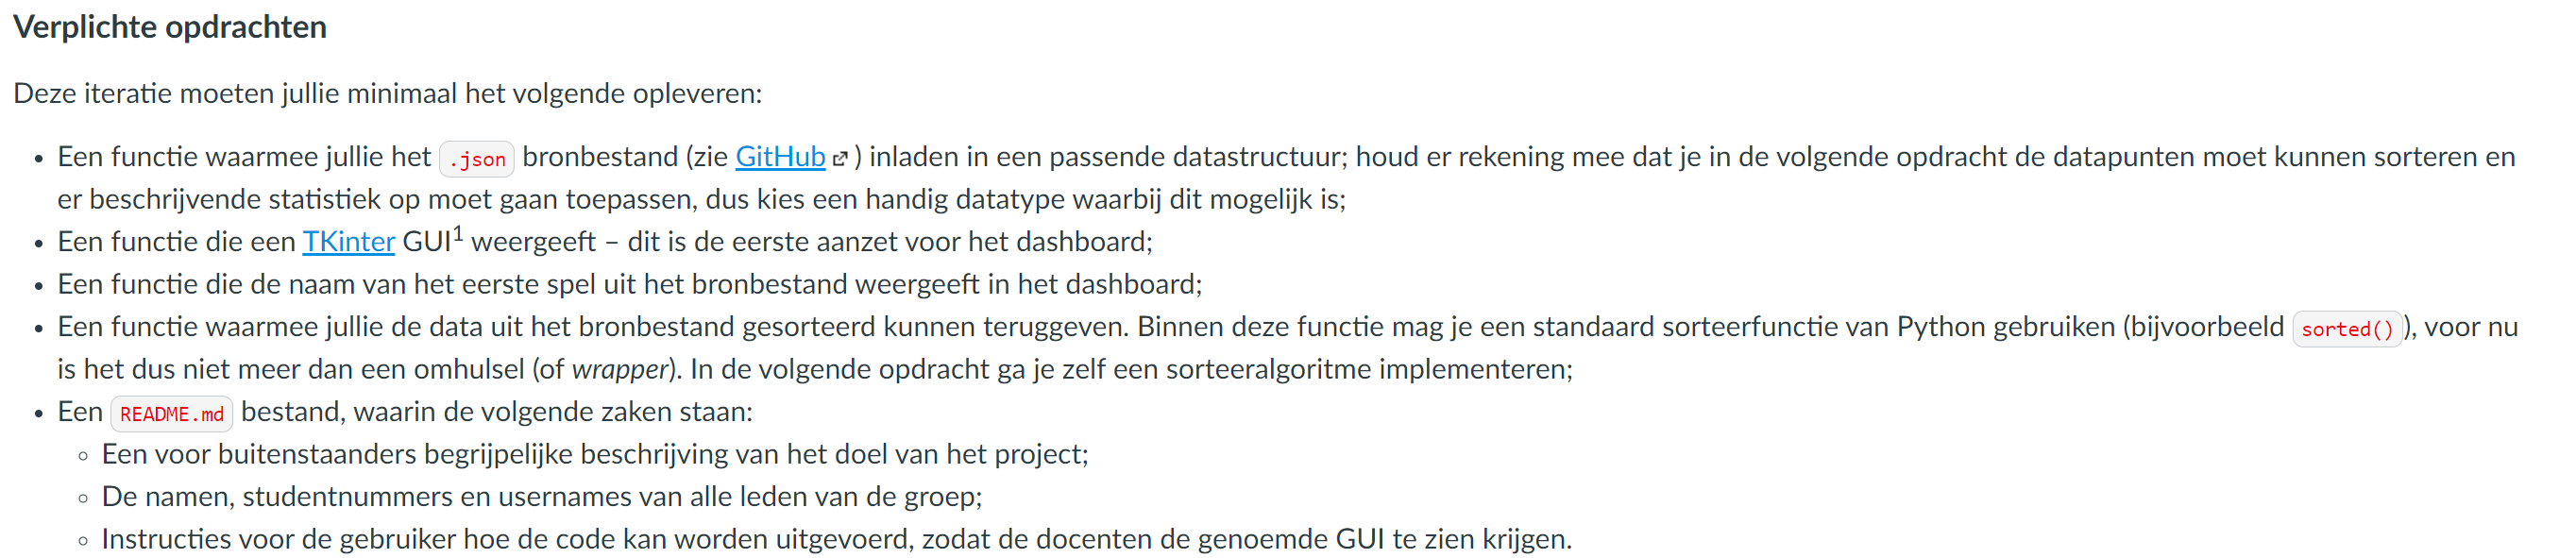 Verplichte opdrachten
Deze iteratie moeten jullie minimaal het volgende opleveren:
• Een functie waarmee jullie het .json bronbestand (zie GitHub ) inladen in een passende datastructuur; houd er rekening mee dat je in de volgende opdracht de datapunten moet kunnen sorteren en
er beschrijvende statistiek op moet gaan toepassen, dus kies een handig datatype waarbij dit mogelijk is;
• Een functie die een TKinter GUI¹ weergeeft – dit is de eerste aanzet voor het dashboard;
• Een functie die de naam van het eerste spel uit het bronbestand weergeeft in het dashboard;
• Een functie waarmee jullie de data uit het bronbestand gesorteerd kunnen teruggeven. Binnen deze functie mag je een standaard sorteerfunctie van Python gebruiken (bijvoorbeeld sorted()), voor nu
is het dus niet meer dan een omhulsel (of wrapper). In de volgende opdracht ga je zelf een sorteeralgoritme implementeren;
• Een README.md bestand, waarin de volgende zaken staan:
◦ Een voor buitenstaanders begrijpelijke beschrijving van het doel van het project;
◦ De namen, studentnummers en usernames van alle leden van de groep;
◦ Instructies voor de gebruiker hoe de code kan worden uitgevoerd, zodat de docenten de genoemde GUI te zien krijgen.